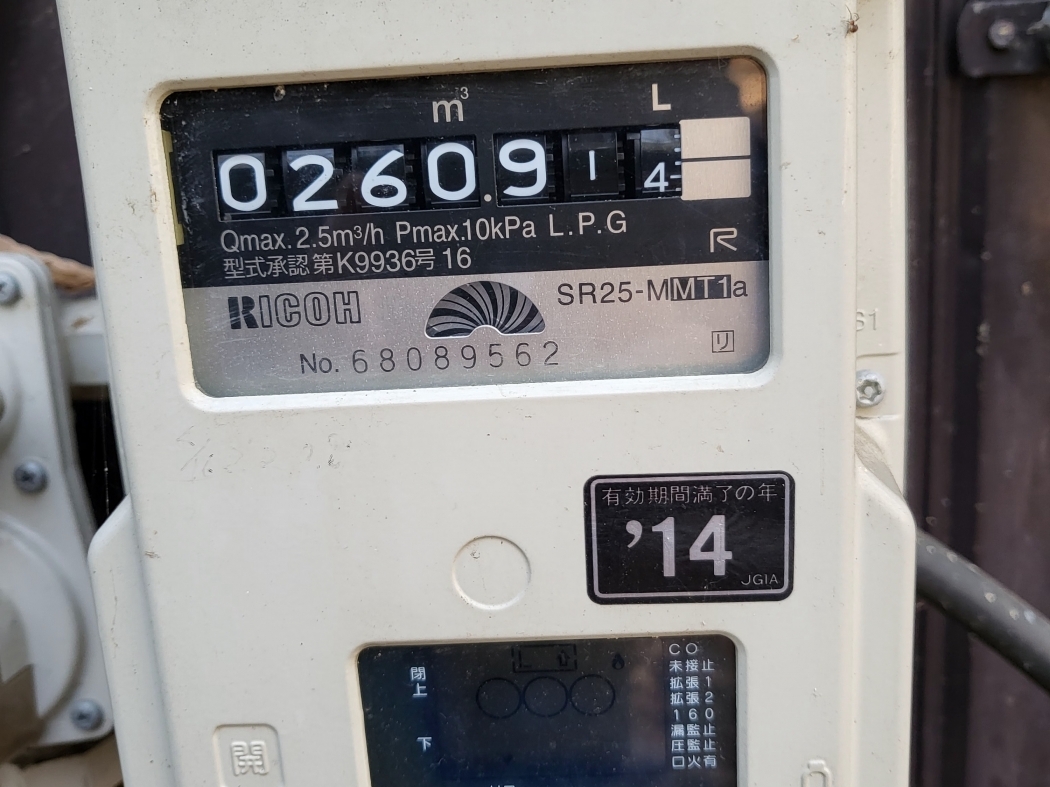 m³ L
02609 14
Qmax. 2.5m³/h Pmax.10kPa L.P.G
型式承認第K9936号16
R
RICOH
SR25-MMT1a
リ
No. 68089562
S1
有効期間満了の年
'14
JGIA
閉
上
下
CO
未接止
拡張1
拡張2
160
漏監止
圧監止
口火有
開